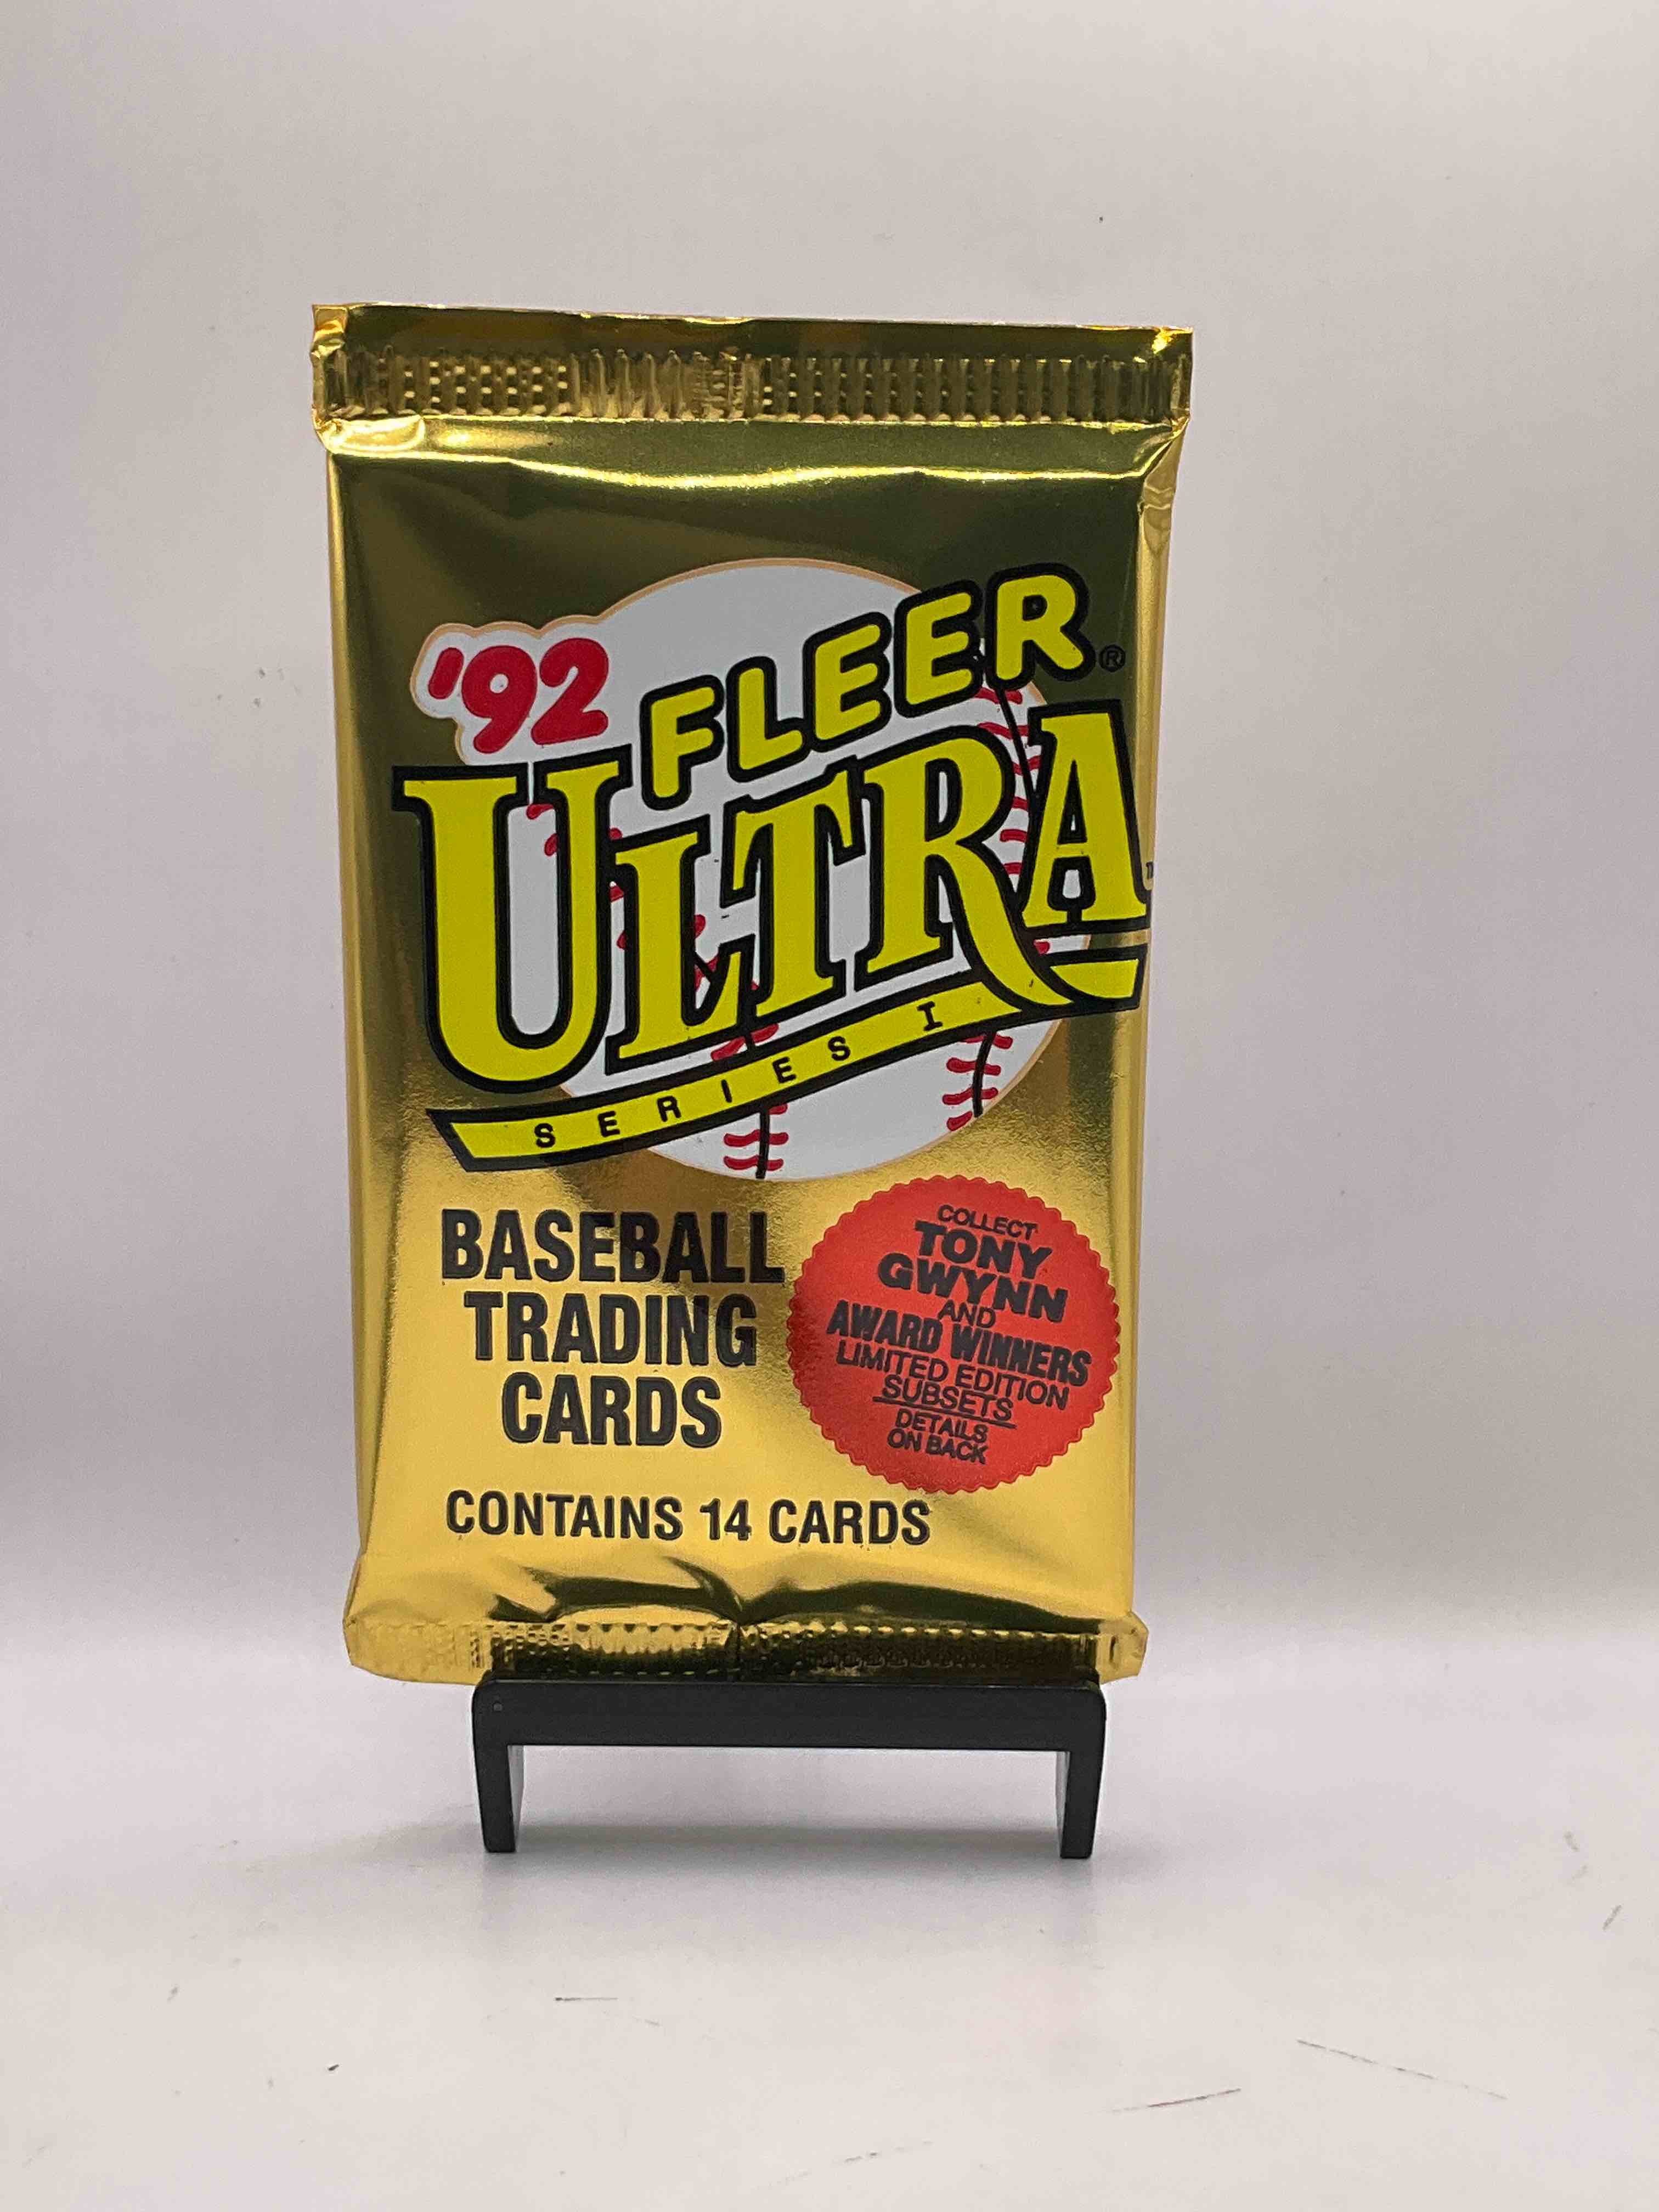 '92 FLEER®
ULTRA
SERIES I
BASEBALL
TRADING
CARDS
COLLECT
TONY
GWYNN
AND
AWARD WINNERS
LIMITED EDITION
SUBSETS
DETAILS
ON BACK
CONTAINS 14 CARDS